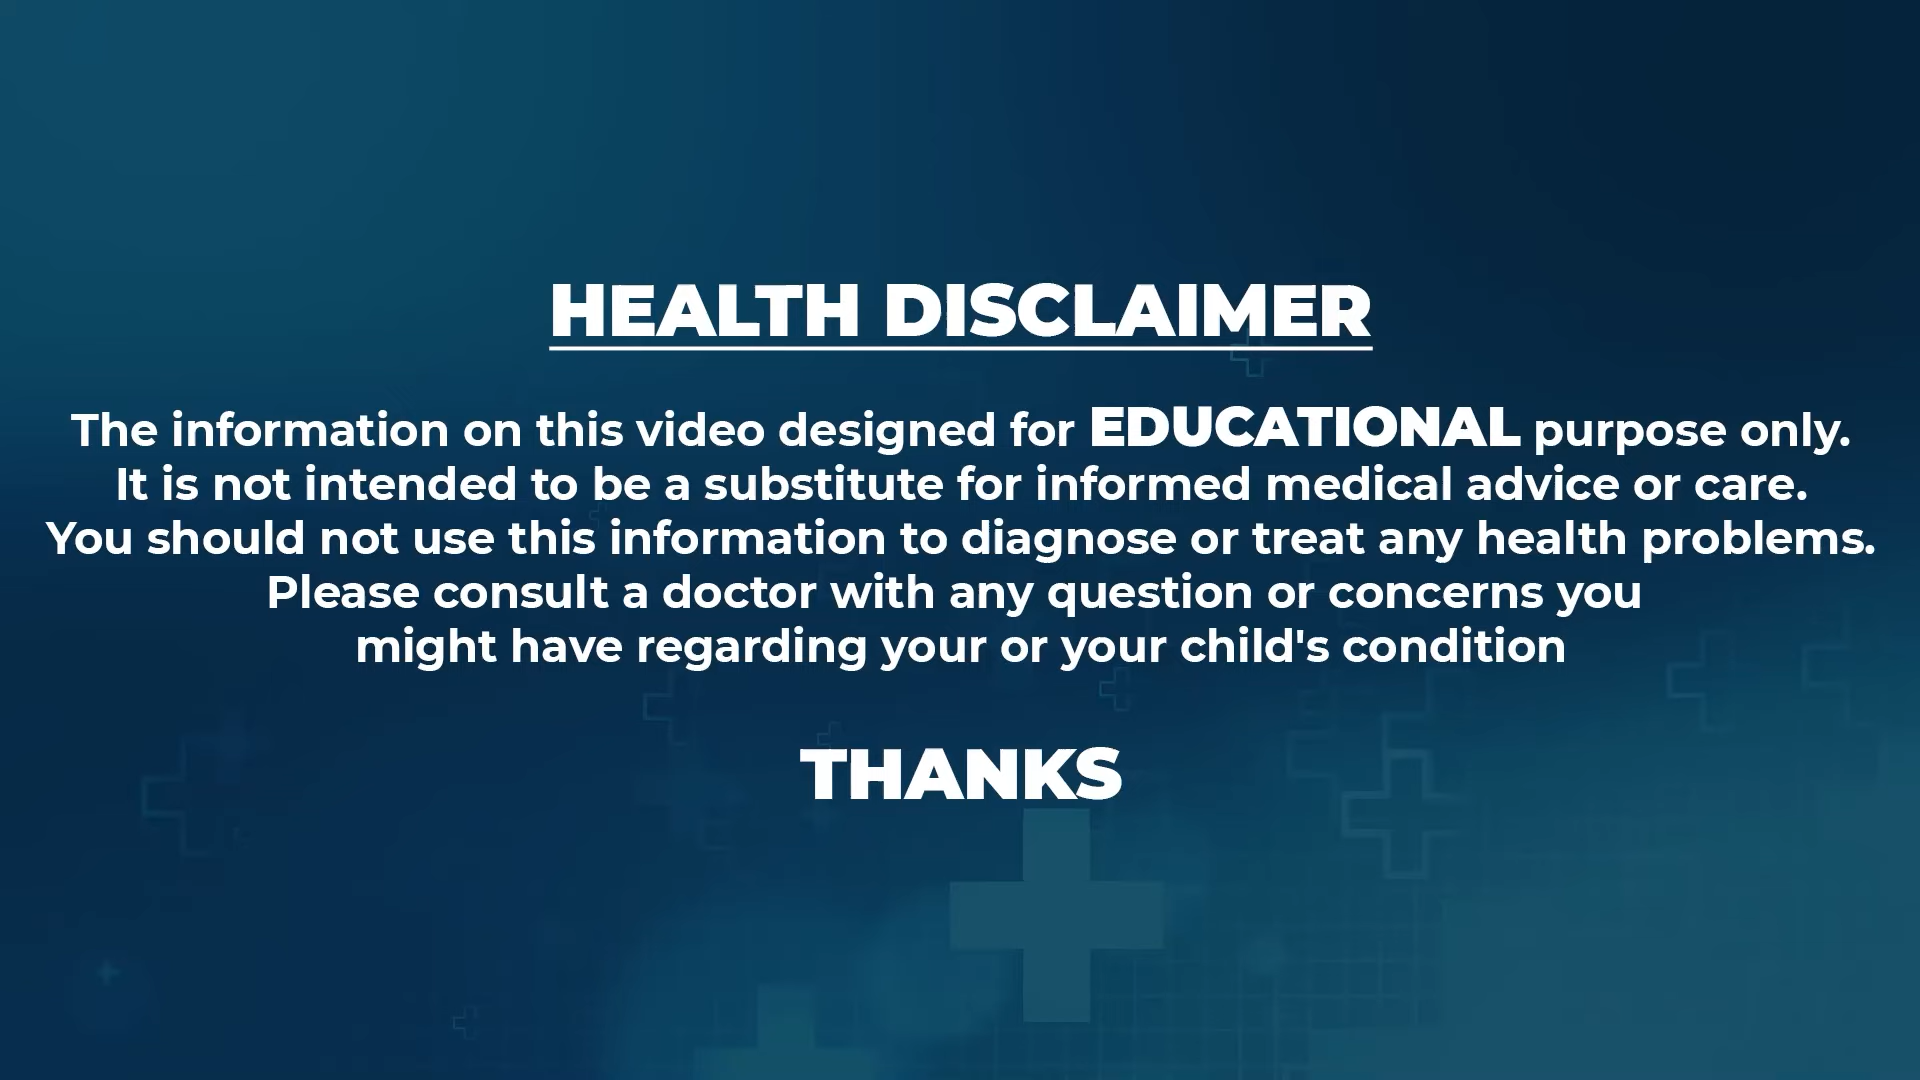 HEALTH DISCLAIMER
The information on this video designed for EDUCATIONAL purpose only.
It is not intended to be a substitute for informed medical advice or care.
You should not use this information to diagnose or treat any health problems.
Please consult a doctor with any question or concerns you
might have regarding your or your child's condition
THANKS